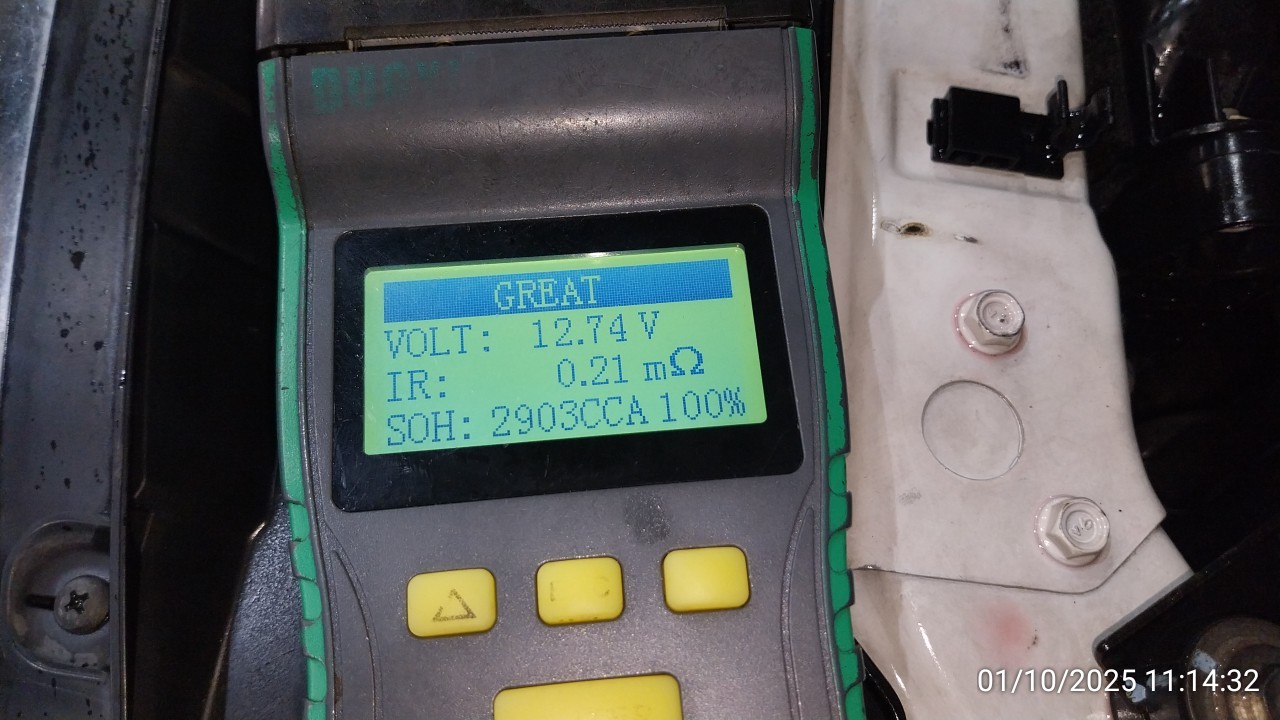 GREAT
VOLT: 12.74 V
IR: 0.21 mΩ
SOH: 2903CCA 100%
01/10/2025 11:14:32